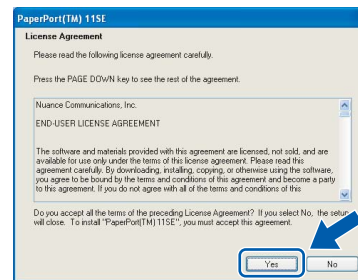 PaperPort(TM) 11SE
License Agreement
Please read the following license agreement carefully.
Press the PAGE DOWN key to see the rest of the agreement.
Nuance Communications, Inc.
END-USER LICENSE AGREEMENT
The software and materials provided with this agreement are licensed, not sold, and are
available for use only under the terms of this license agreement. Please read this
agreement carefully. By downloading, installing, copying, or otherwise using the software,
you agree to be bound by the terms and conditions of this agreement and become a party
to this agreement. If you do not agree with all of the terms and conditions of this
Do you accept all the terms of the preceding License Agreement? If you select No, the setup
will close. To install "PaperPort(TM) 11SE", you must accept this agreement.
Yes
No